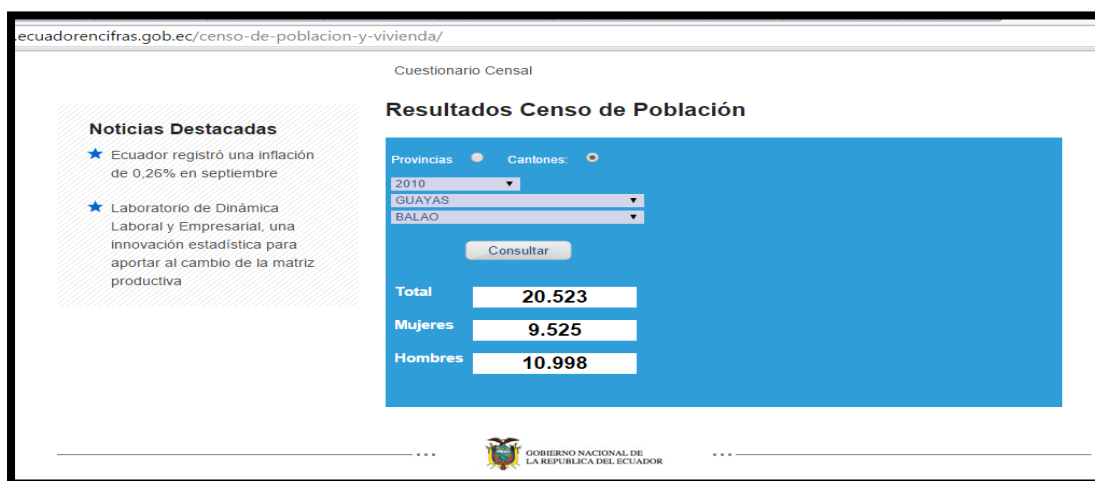 .ecuadorencifras.gob.ec/censo-de-poblacion-y-vivienda/
Cuestionario Censal
Resultados Censo de Población
Noticias Destacadas
Ecuador registró una inflación
de 0,26% en septiembre
Laboratorio de Dinámica
Laboral y Empresarial, una
innovación estadística para
aportar al cambio de la matriz
productiva
Provincias Cantones:
2010
GUAYAS
BALAO
Consultar
Total 20.523
Mujeres 9.525
Hombres 10.998
GOBIERNO NACIONAL DE
LA REPUBLICA DEL ECUADOR